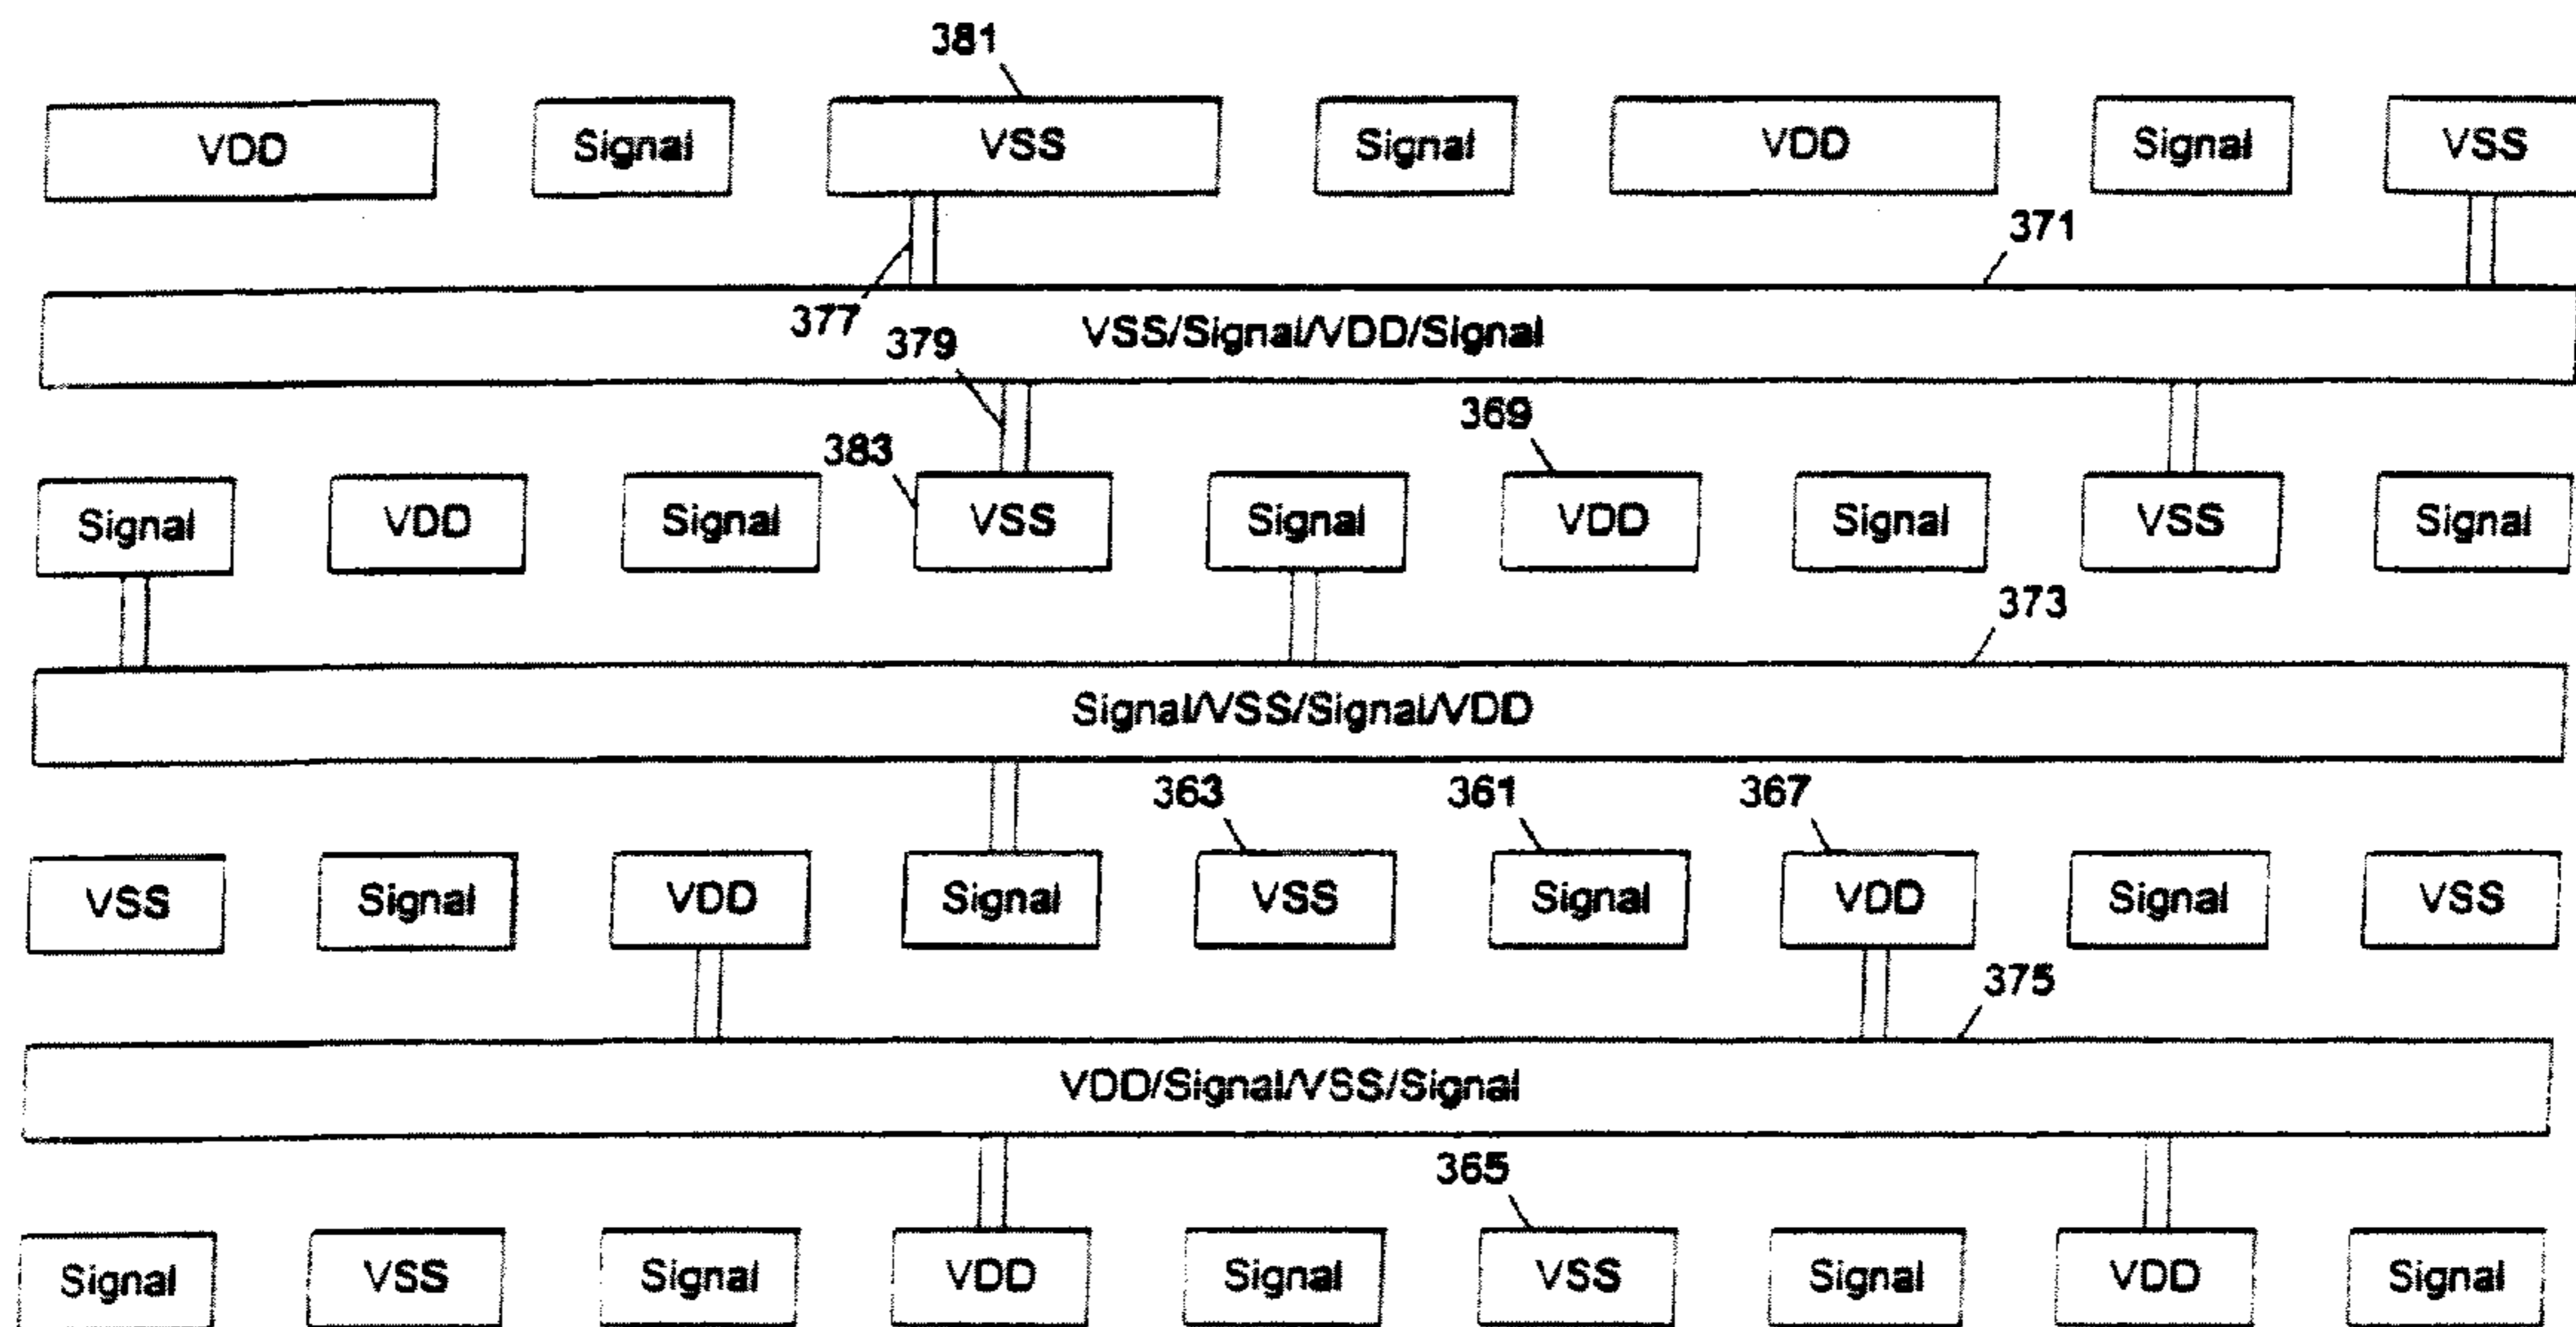 381
VDD Signal VSS Signal VDD Signal VSS
371
377
VSS/Signal/VDD/Signal
379
369
383
Signal VDD Signal VSS Signal VDD Signal VSS Signal
373
Signal/VSS/Signal/VDD
363 361 367
VSS Signal VDD Signal VSS Signal VDD Signal VSS
375
VDD/Signal/VSS/Signal
365
Signal VSS Signal VDD Signal VSS Signal VDD Signal